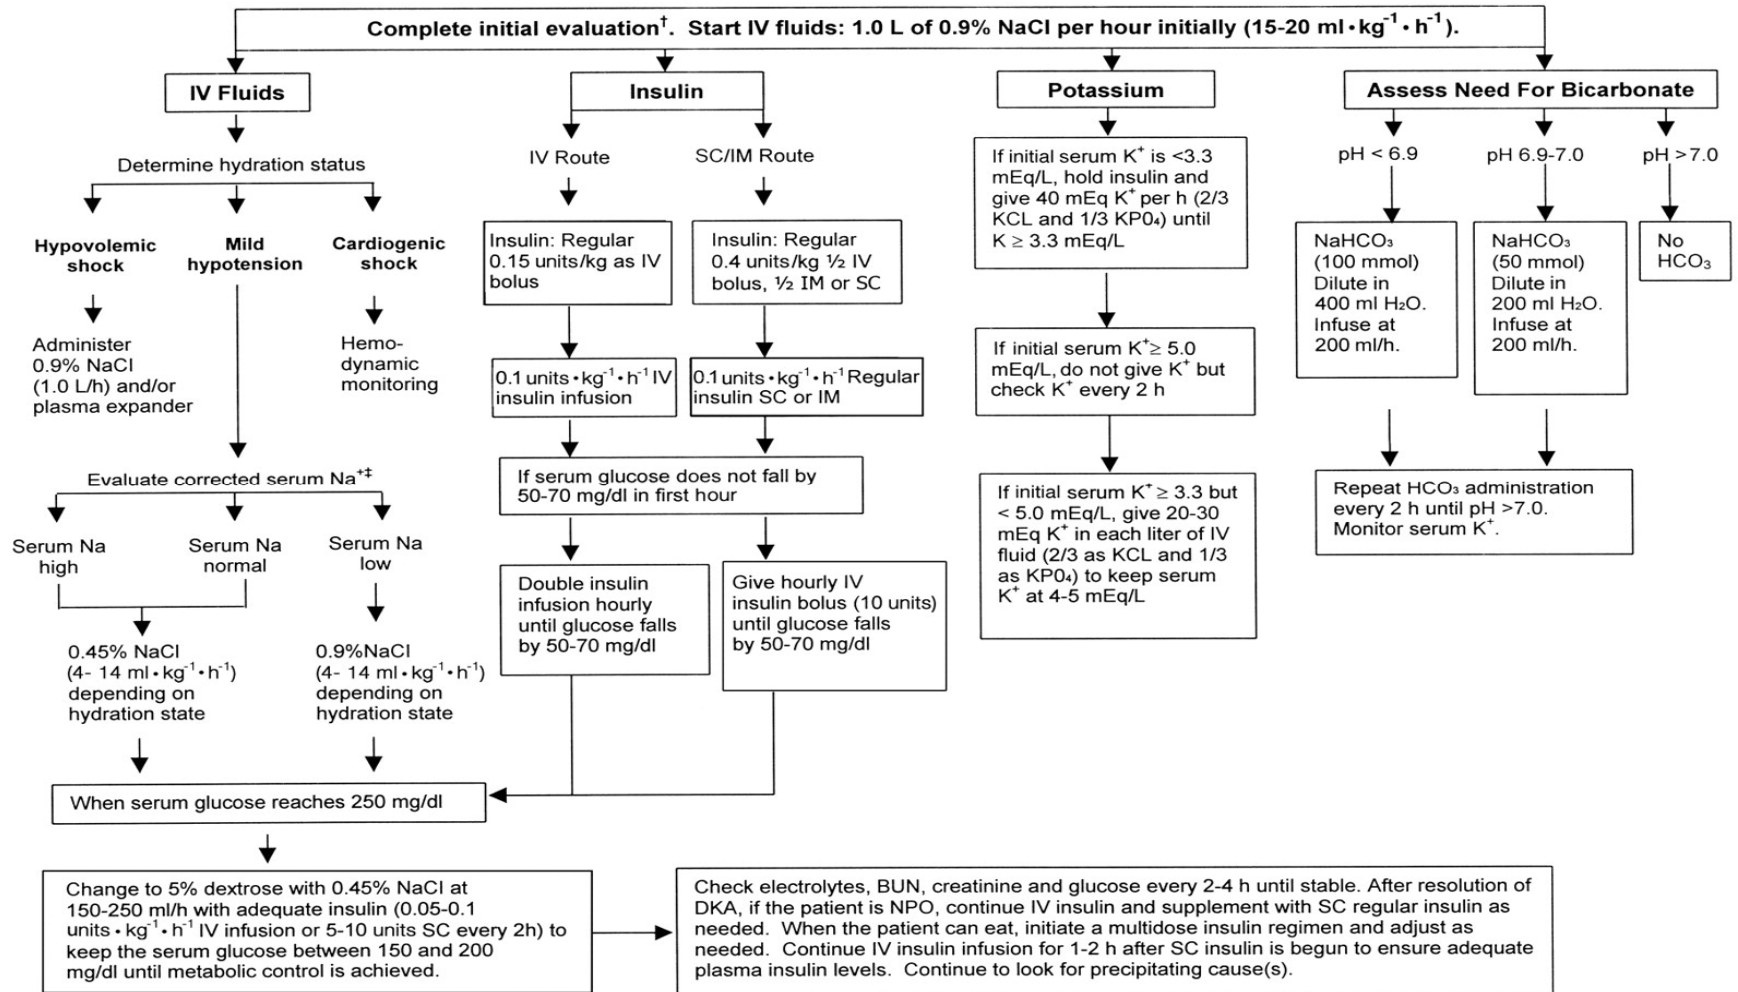 Complete initial evaluation†. Start IV fluids: 1.0 L of 0.9% NaCl per hour initially (15-20 ml•kg⁻¹•h⁻¹).
IV Fluids
Determine hydration status
Hypovolemic
shock
Mild
hypotension
Cardiogenic
shock
Administer
0.9% NaCl
(1.0 L/h) and/or
plasma expander
Hemo-
dynamic
monitoring
Evaluate corrected serum Na⁺‡
Serum Na
high
Serum Na
normal
Serum Na
low
0.45% NaCl
(4- 14 ml•kg⁻¹•h⁻¹)
depending on
hydration state
0.9%NaCl
(4- 14 ml•kg⁻¹•h⁻¹)
depending on
hydration state
When serum glucose reaches 250 mg/dl
Change to 5% dextrose with 0.45% NaCl at
150-250 ml/h with adequate insulin (0.05-0.1
units•kg⁻¹•h⁻¹ IV infusion or 5-10 units SC every 2h) to
keep the serum glucose between 150 and 200
mg/dl until metabolic control is achieved.
Insulin
IV Route
SC/IM Route
Insulin: Regular
0.15 units/kg as IV
bolus
Insulin: Regular
0.4 units/kg ½ IV
bolus, ½ IM or SC
0.1 units•kg⁻¹•h⁻¹ IV
insulin infusion
0.1 units•kg⁻¹•h⁻¹ Regular
insulin SC or IM
If serum glucose does not fall by
50-70 mg/dl in first hour
Double insulin
infusion hourly
until glucose falls
by 50-70 mg/dl
Give hourly IV
insulin bolus (10 units)
until glucose falls
by 50-70 mg/dl
Potassium
If initial serum K⁺ is <3.3
mEq/L, hold insulin and
give 40 mEq K⁺ per h (2/3
KCL and 1/3 KP0₄) until
K ≥ 3.3 mEq/L
If initial serum K⁺≥ 5.0
mEq/L, do not give K⁺ but
check K⁺ every 2 h
If initial serum K⁺ ≥ 3.3 but
< 5.0 mEq/L, give 20-30
mEq K⁺ in each liter of IV
fluid (2/3 as KCL and 1/3
as KP0₄) to keep serum
K⁺ at 4-5 mEq/L
Assess Need For Bicarbonate
pH < 6.9
pH 6.9-7.0
pH >7.0
NaHCO₃
(100 mmol)
Dilute in
400 ml H₂O.
Infuse at
200 ml/h.
NaHCO₃
(50 mmol)
Dilute in
200 ml H₂O.
Infuse at
200 ml/h.
No
HCO₃
Repeat HCO₃ administration
every 2 h until pH >7.0.
Monitor serum K⁺.
Check electrolytes, BUN, creatinine and glucose every 2-4 h until stable. After resolution of
DKA, if the patient is NPO, continue IV insulin and supplement with SC regular insulin as
needed. When the patient can eat, initiate a multidose insulin regimen and adjust as
needed. Continue IV insulin infusion for 1-2 h after SC insulin is begun to ensure adequate
plasma insulin levels. Continue to look for precipitating cause(s).